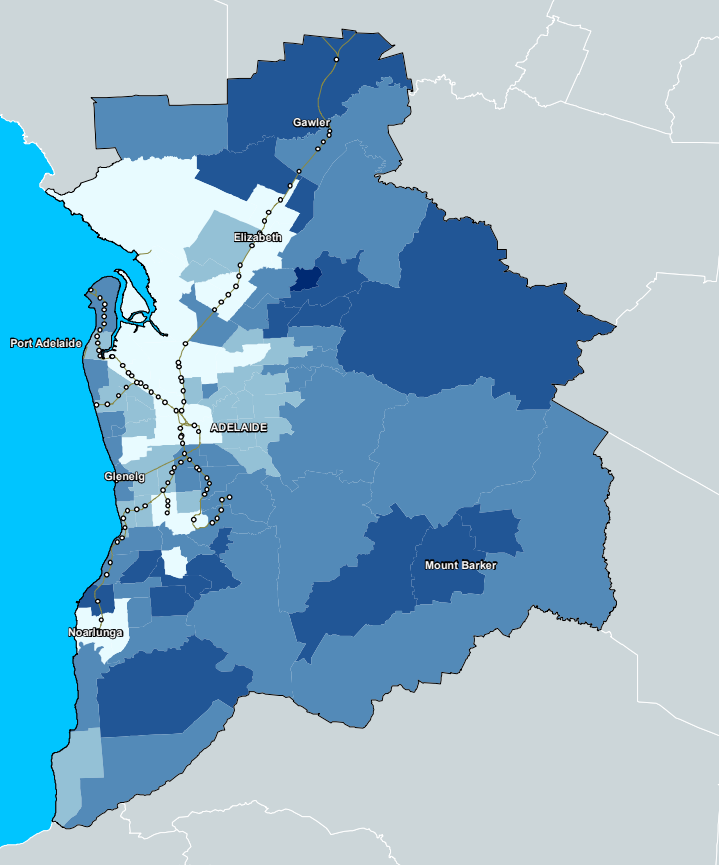 Gawler
Elizabeth
Port Adelaide
ADELAIDE
Glenelg
Mount Barker
Noarlunga